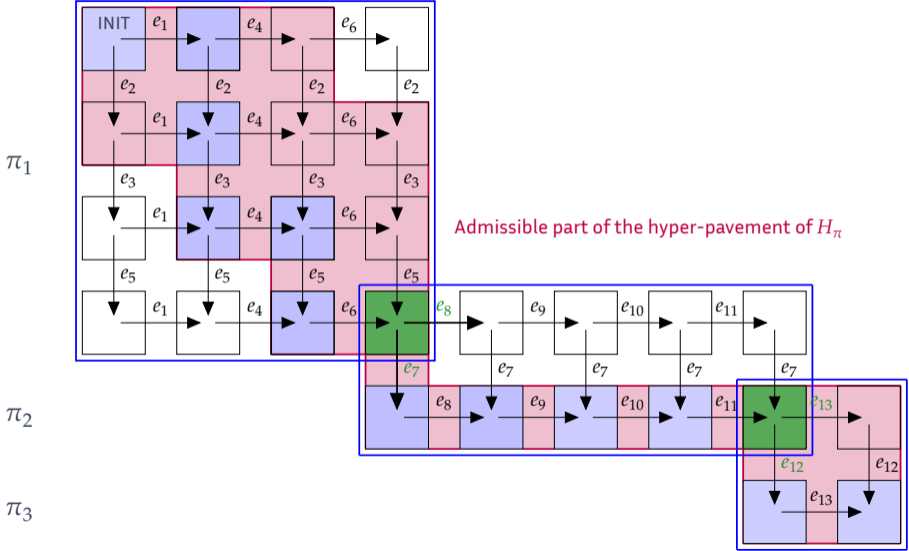 INIT e₁ e₄ e₆
e₂ e₂ e₂ e₂
e₁ e₄ e₆
π₁
e₃ e₃ e₃ e₃
e₁ e₄ e₆
Admissible part of the hyper-pavement of H_π
e₅ e₅ e₅ e₅
e₁ e₄ e₆ e₈ e₉ e₁₀ e₁₁
e₇ e₇ e₇ e₇ e₇
π₂ e₈ e₉ e₁₀ e₁₁ e₁₃
e₁₂ e₁₂
π₃ e₁₃